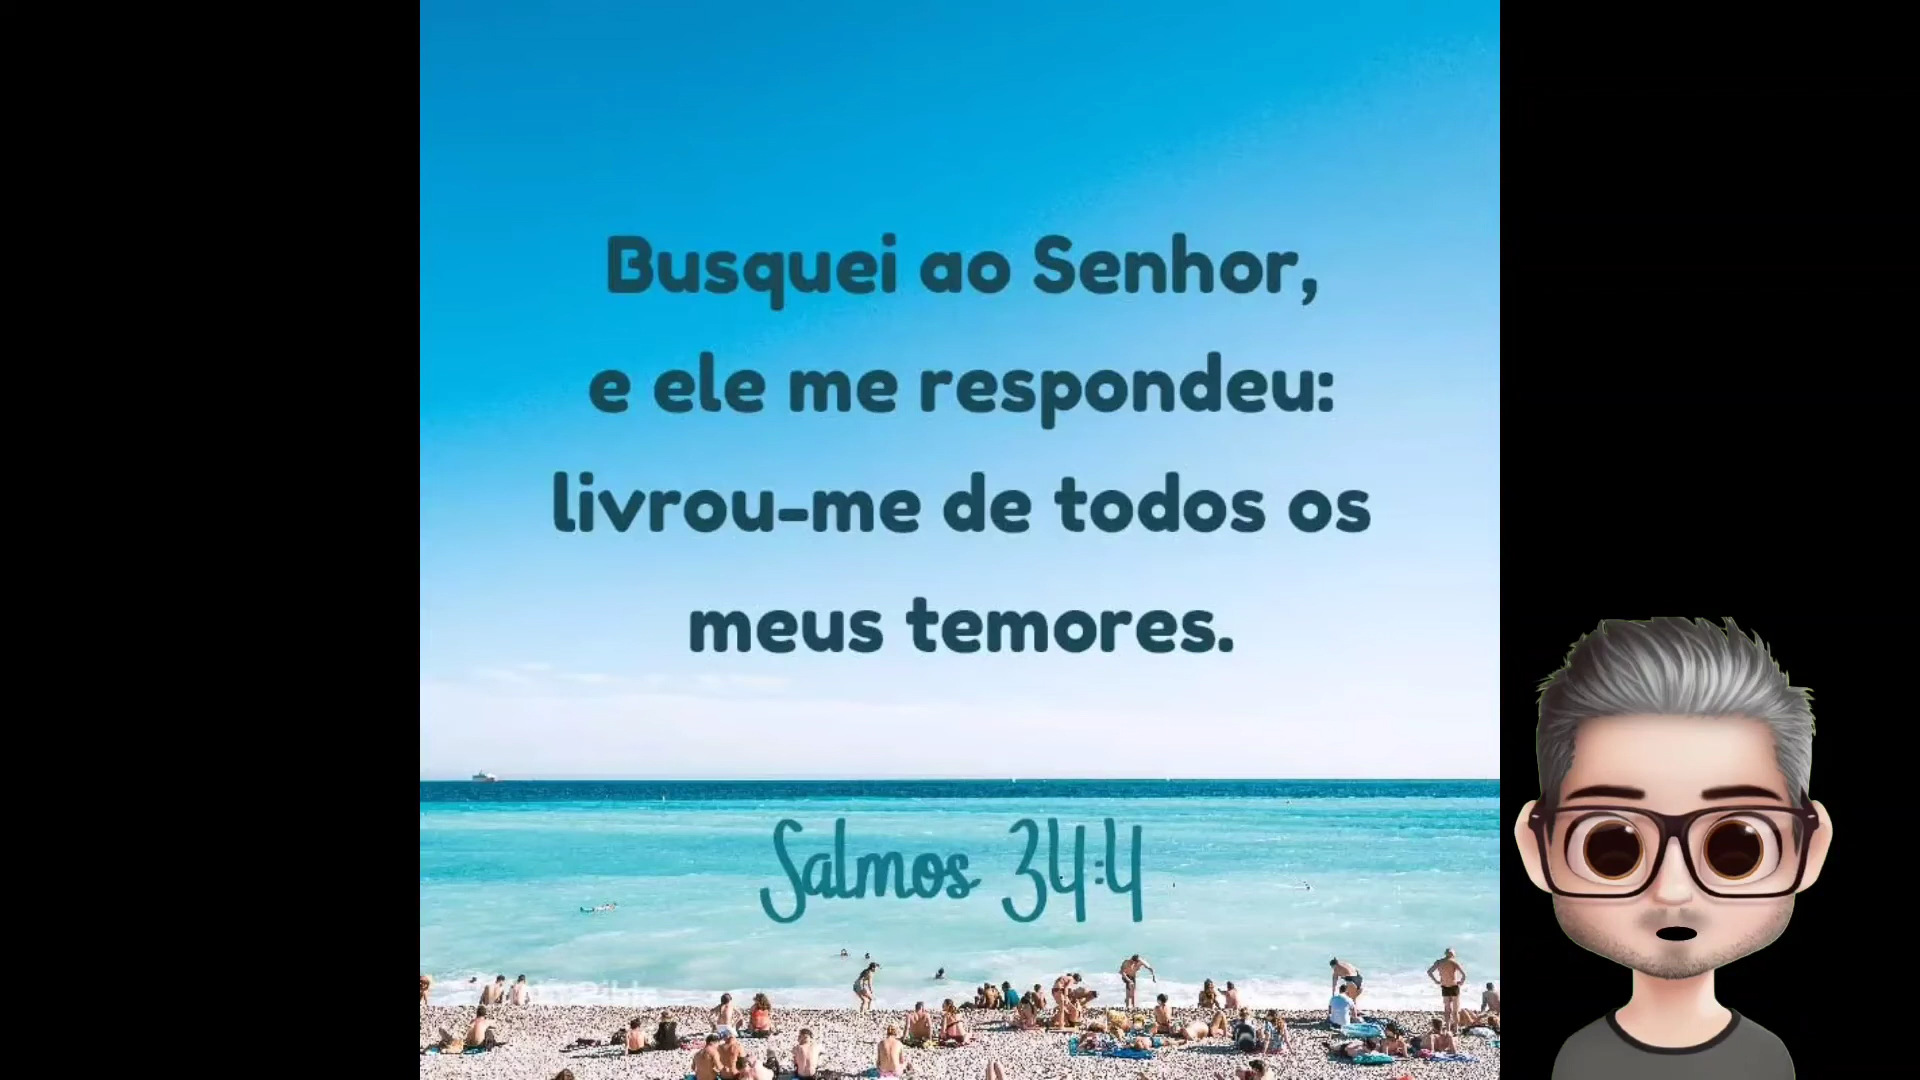 Busquei ao Senhor,
e ele me respondeu:
livrou-me de todos os
meus temores.
Salmos 34:4